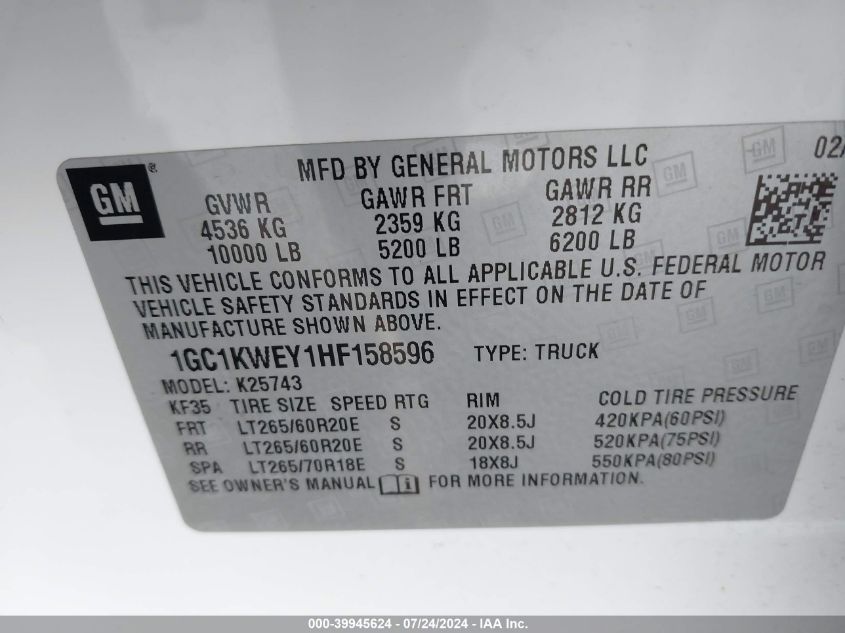 MFD BY GENERAL MOTORS LLC 02/
GM®
GVWR GAWR FRT GAWR RR
4536 KG 2359 KG 2812 KG
10000 LB 5200 LB 6200 LB
THIS VEHICLE CONFORMS TO ALL APPLICABLE U.S. FEDERAL MOTOR
VEHICLE SAFETY STANDARDS IN EFFECT ON THE DATE OF
MANUFACTURE SHOWN ABOVE.
1GC1KWEY1HF158596 TYPE: TRUCK
MODEL: K25743
KF35 TIRE SIZE SPEED RTG RIM COLD TIRE PRESSURE
FRT LT265/60R20E S 20X8.5J 420KPA(60PSI)
RR LT265/60R20E S 20X8.5J 520KPA(75PSI)
SPA LT265/70R18E S 18X8J 550KPA(80PSI)
SEE OWNER'S MANUAL i FOR MORE INFORMATION.
000-39945624 / 07/24/2024 - IAA Inc.